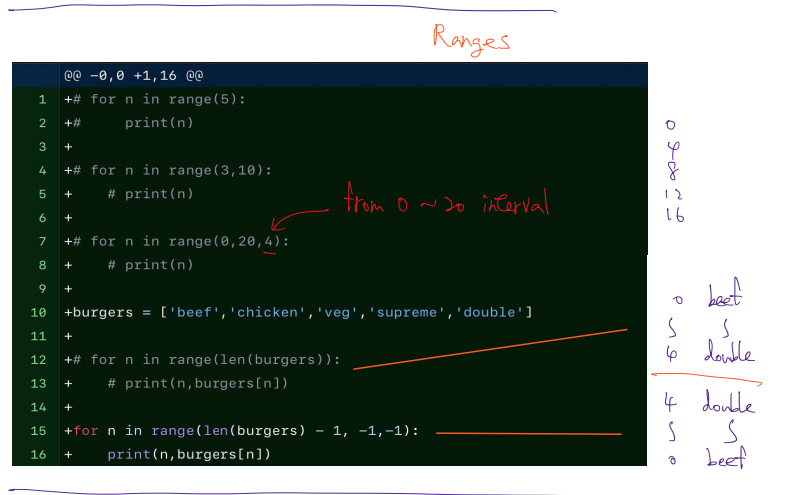 Ranges
@@ -0,0 +1,16 @@
1 +# for n in range(5):
2 +#     print(n)
3 +
4 +# for n in range(3,10):
5 +    # print(n)
6 +
7 +# for n in range(0,20,4):
8 +    # print(n)
9 +
10 +burgers = ['beef','chicken','veg','supreme','double']
11 +
12 +# for n in range(len(burgers)):
13 +    # print(n,burgers[n])
14 +
15 +for n in range(len(burgers) - 1, -1,-1):
16 +    print(n,burgers[n])
from 0 ~ 20 interval
0
4
8
12
16
0 beef
4 double
4 double
0 beef